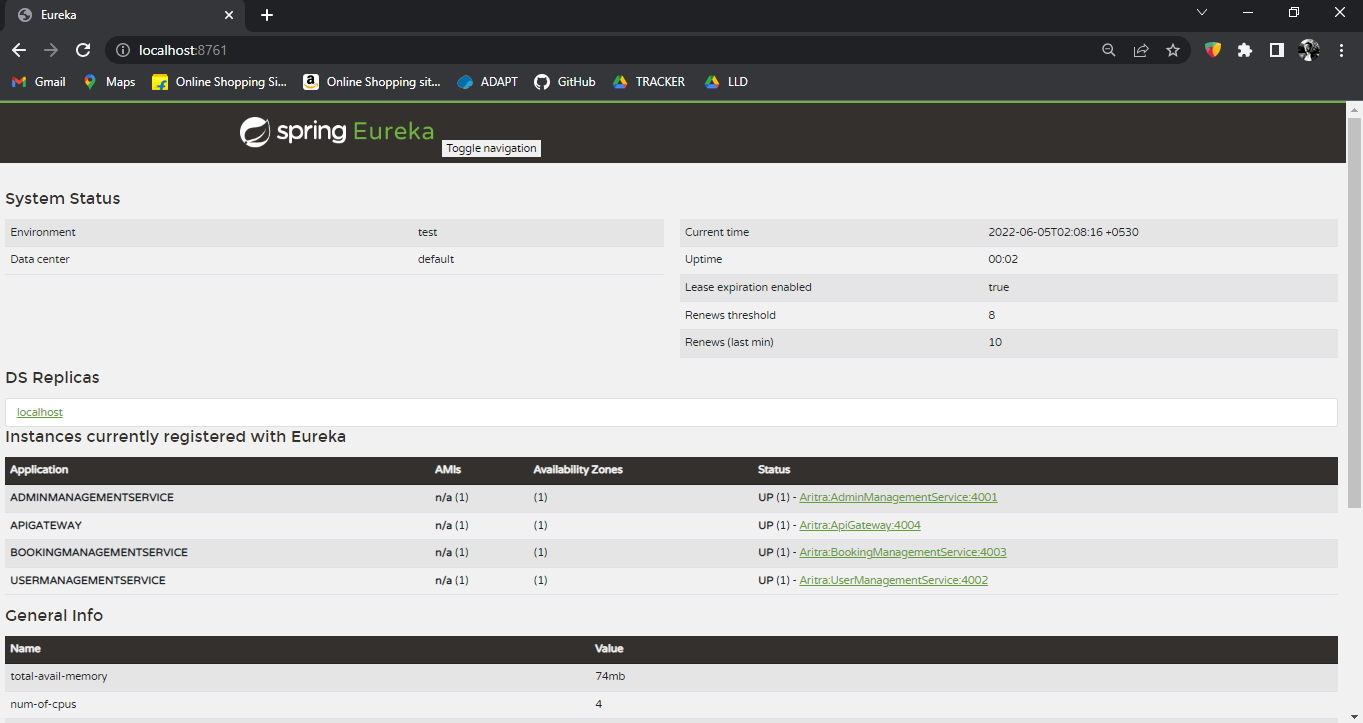 Eureka
localhost:8761
Gmail Maps Online Shopping Si... Online Shopping sit... ADAPT GitHub TRACKER LLD
spring Eureka
Toggle navigation
System Status
Environment test
Data center default
Current time 2022-06-05T02:08:16 +0530
Uptime 00:02
Lease expiration enabled true
Renews threshold 8
Renews (last min) 10
DS Replicas
localhost
Instances currently registered with Eureka
Application AMIs Availability Zones Status
ADMINMANAGEMENTSERVICE n/a (1) (1) UP (1) - Aritra:AdminManagementService:4001
APIGATEWAY n/a (1) (1) UP (1) - Aritra:ApiGateway:4004
BOOKINGMANAGEMENTSERVICE n/a (1) (1) UP (1) - Aritra:BookingManagementService:4003
USERMANAGEMENTSERVICE n/a (1) (1) UP (1) - Aritra:UserManagementService:4002
General Info
Name Value
total-avail-memory 74mb
num-of-cpus 4